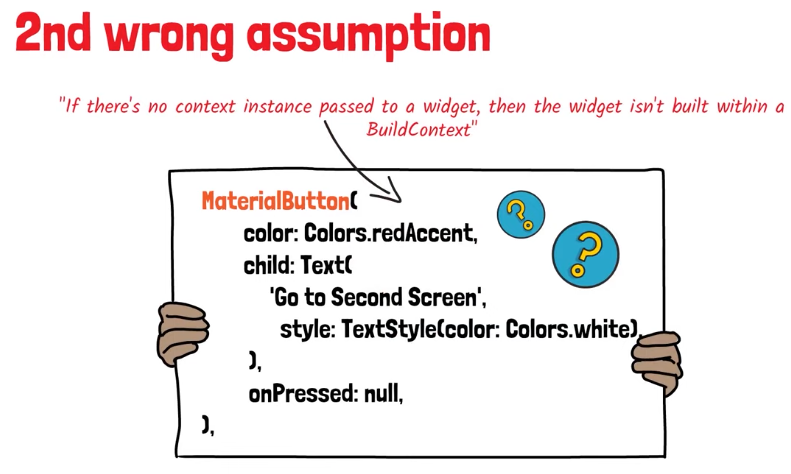 2nd wrong assumption
"If there's no context instance passed to a widget, then the widget isn't built within a
BuildContext"
MaterialButton(
color: Colors.redAccent,
child: Text(
'Go to Second Screen',
style: TextStyle(color: Colors.white),
),
onPressed: null,
),